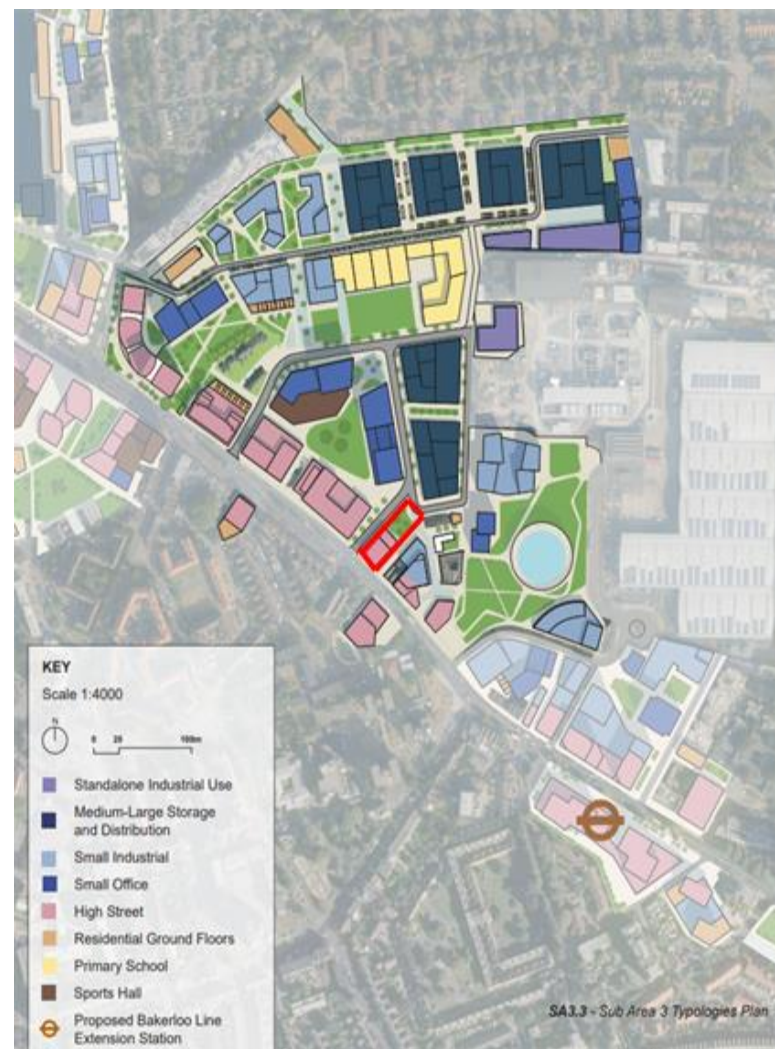 KEY
Scale 1:4000
N
0 20 100m
Standalone Industrial Use
Medium-Large Storage
and Distribution
Small Industrial
Small Office
High Street
Residential Ground Floors
Primary School
Sports Hall
Proposed Bakerloo Line
Extension Station
SA3.3 - Sub Area 3 Typologies Plan